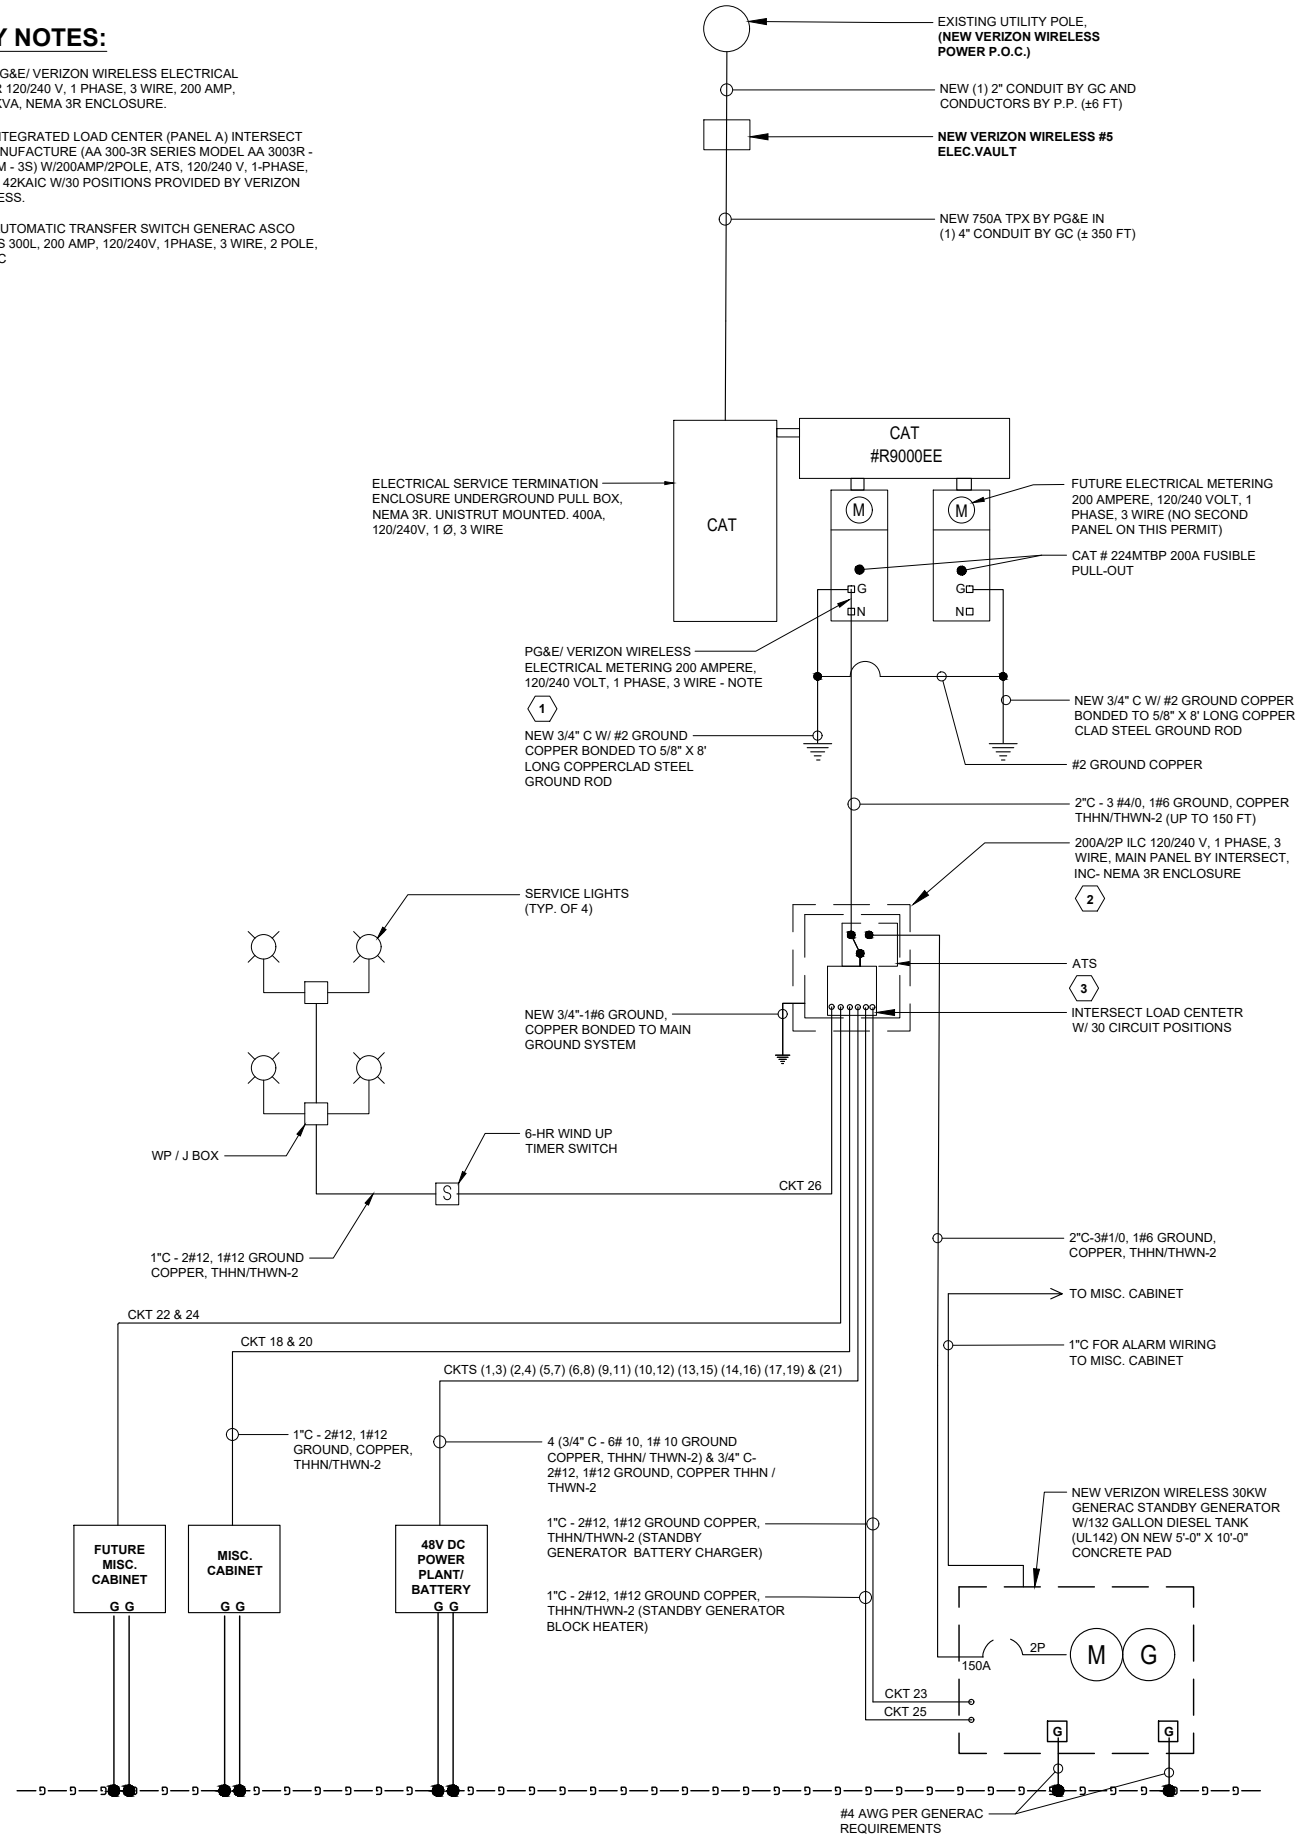 Y NOTES:
G&E/ VERIZON WIRELESS ELECTRICAL
R 120/240 V, 1 PHASE, 3 WIRE, 200 AMP,
KVA, NEMA 3R ENCLOSURE.
NTEGRATED LOAD CENTER (PANEL A) INTERSECT
NUFACTURE (AA 300-3R SERIES MODEL AA 3003R -
M - 3S) W/200AMP/2POLE, ATS, 120/240 V, 1-PHASE,
42KAIC W/30 POSITIONS PROVIDED BY VERIZON
ESS.
UTOMATIC TRANSFER SWITCH GENERAC ASCO
S 300L, 200 AMP, 120/240V, 1PHASE, 3 WIRE, 2 POLE,
C
EXISTING UTILITY POLE,
(NEW VERIZON WIRELESS
POWER P.O.C.)
NEW (1) 2" CONDUIT BY GC AND
CONDUCTORS BY P.P. (±6 FT)
NEW VERIZON WIRELESS #5
ELEC.VAULT
NEW 750A TPX BY PG&E IN
(1) 4" CONDUIT BY GC (± 350 FT)
CAT
#R9000EE
ELECTRICAL SERVICE TERMINATION
ENCLOSURE UNDERGROUND PULL BOX,
NEMA 3R. UNISTRUT MOUNTED. 400A,
120/240V, 1 Ø, 3 WIRE
CAT
M
M
FUTURE ELECTRICAL METERING
200 AMPERE, 120/240 VOLT, 1
PHASE, 3 WIRE (NO SECOND
PANEL ON THIS PERMIT)
CAT # 224MTBP 200A FUSIBLE
PULL-OUT
G
N
G
N
PG&E/ VERIZON WIRELESS
ELECTRICAL METERING 200 AMPERE,
120/240 VOLT, 1 PHASE, 3 WIRE - NOTE
1
NEW 3/4" C W/ #2 GROUND
COPPER BONDED TO 5/8" X 8'
LONG COPPERCLAD STEEL
GROUND ROD
NEW 3/4" C W/ #2 GROUND COPPER
BONDED TO 5/8" X 8' LONG COPPER
CLAD STEEL GROUND ROD
#2 GROUND COPPER
2"C - 3 #4/0, 1#6 GROUND, COPPER
THHN/THWN-2 (UP TO 150 FT)
200A/2P ILC 120/240 V, 1 PHASE, 3
WIRE, MAIN PANEL BY INTERSECT,
INC- NEMA 3R ENCLOSURE
2
SERVICE LIGHTS
(TYP. OF 4)
ATS
3
INTERSECT LOAD CENTETR
W/ 30 CIRCUIT POSITIONS
NEW 3/4"-1#6 GROUND,
COPPER BONDED TO MAIN
GROUND SYSTEM
6-HR WIND UP
TIMER SWITCH
WP / J BOX
S
CKT 26
1"C - 2#12, 1#12 GROUND
COPPER, THHN/THWN-2
2"C-3#1/0, 1#6 GROUND,
COPPER, THHN/THWN-2
TO MISC. CABINET
1"C FOR ALARM WIRING
TO MISC. CABINET
CKT 22 & 24
CKT 18 & 20
CKTS (1,3) (2,4) (5,7) (6,8) (9,11) (10,12) (13,15) (14,16) (17,19) & (21)
1"C - 2#12, 1#12
GROUND, COPPER,
THHN/THWN-2
4 (3/4" C - 6# 10, 1# 10 GROUND
COPPER, THHN/ THWN-2) & 3/4" C-
2#12, 1#12 GROUND, COPPER THHN /
THWN-2
1"C - 2#12, 1#12 GROUND COPPER,
THHN/THWN-2 (STANDBY
GENERATOR BATTERY CHARGER)
1"C - 2#12, 1#12 GROUND COPPER,
THHN/THWN-2 (STANDBY GENERATOR
BLOCK HEATER)
NEW VERIZON WIRELESS 30KW
GENERAC STANDBY GENERATOR
W/132 GALLON DIESEL TANK
(UL142) ON NEW 5'-0" X 10'-0"
CONCRETE PAD
FUTURE
MISC.
CABINET
G G
MISC.
CABINET
G G
48V DC
POWER
PLANT/
BATTERY
G G
150A
2P
M
G
CKT 23
CKT 25
G
G
#4 AWG PER GENERAC
REQUIREMENTS